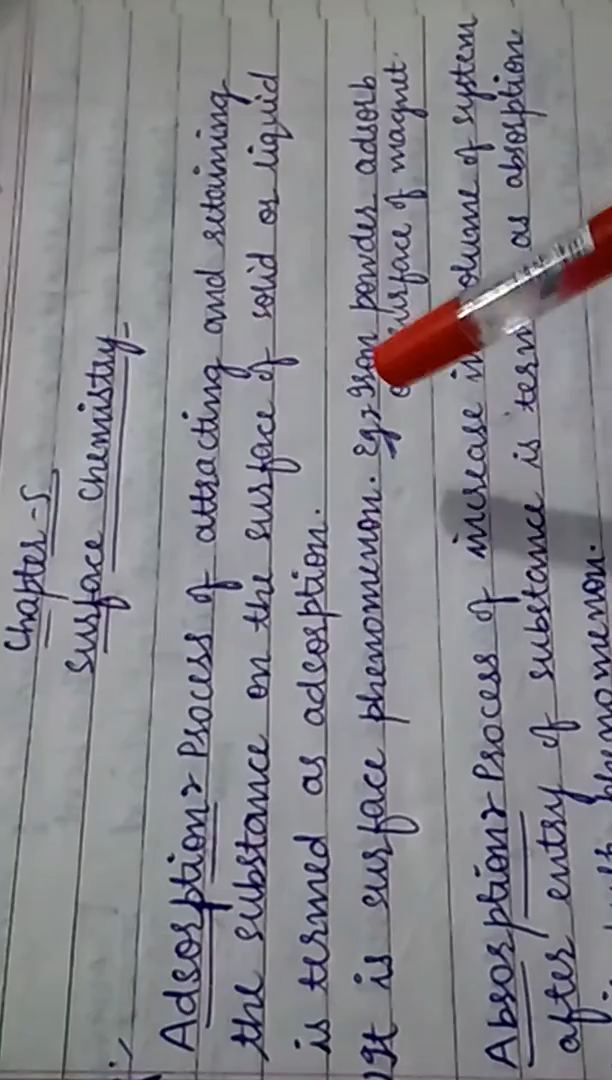 Chapter-5
Surface Chemistry-
Adsorption→ Process of attracting and retaining
the substance on the surface of solid or liquid
is termed as adsorption.
It is surface phenomenon. Eg→ Iron powder adsorb
surface of magnet.
Absorption→ Process of increase in volume of system
after entry of substance is term as absorption.
phenomenon.